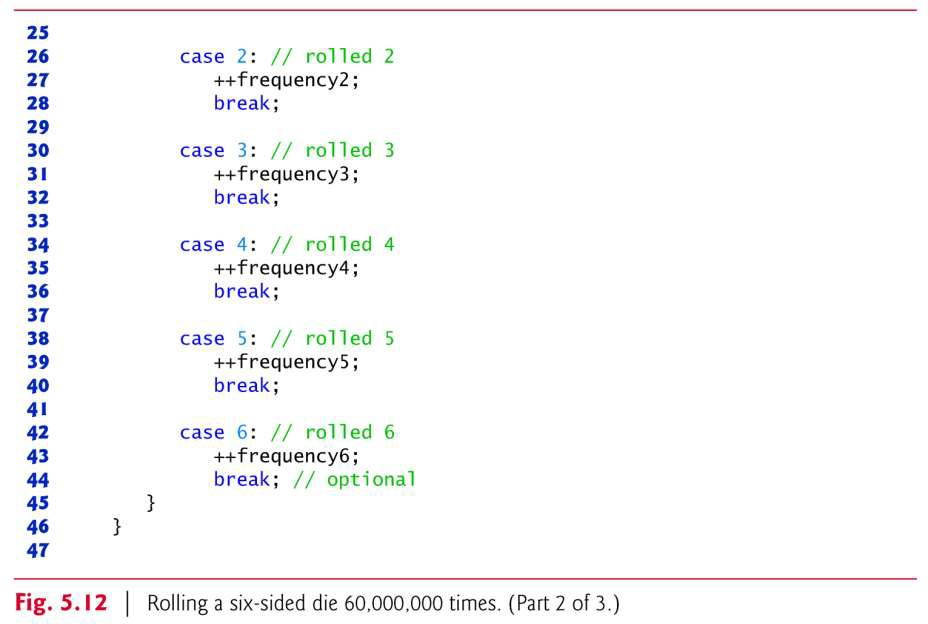 25
26 case 2: // rolled 2
27 ++frequency2;
28 break;
29
30 case 3: // rolled 3
31 ++frequency3;
32 break;
33
34 case 4: // rolled 4
35 ++frequency4;
36 break;
37
38 case 5: // rolled 5
39 ++frequency5;
40 break;
41
42 case 6: // rolled 6
43 ++frequency6;
44 break; // optional
45 }
46 }
47
Fig. 5.12 | Rolling a six-sided die 60,000,000 times. (Part 2 of 3.)